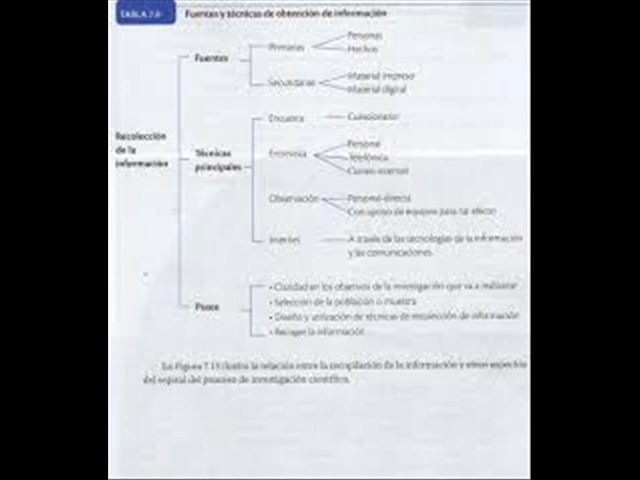 TABLA 7.8
Fuentes y técnicas de obtención de información
Recolección
de la
información
Fuentes
Primarias
Personas
Hechos
Secundarias
Material impreso
Material digital
Técnicas
principales
Encuesta
Cuestionario
Entrevista
Personal
Telefónica
Correo internet
Observación
Personal directa
Con apoyo de equipos para tal efecto
Internet
A través de las tecnologías de la información
y las comunicaciones
Pasos
• Claridad en los objetivos de la investigación que va a realizarse
• Selección de la población o muestra
• Diseño y utilización de técnicas de recolección de información
• Recoger la información
La Figura 7.13 ilustra la relación entre la recopilación de la información y otros aspectos
del espiral del proceso de investigación científica.